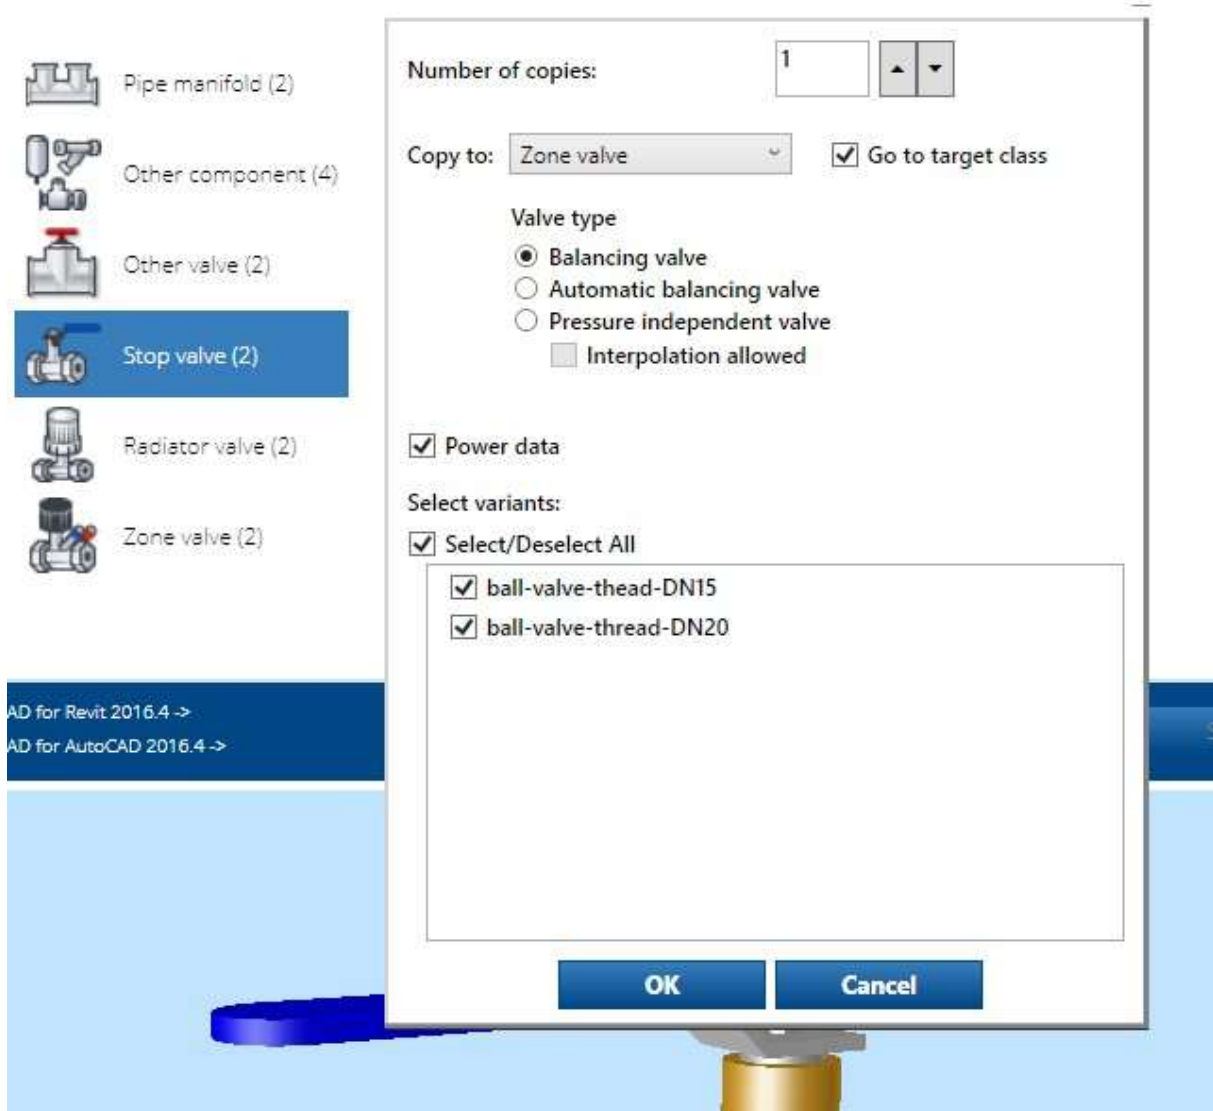 Pipe manifold (2)
Other component (4)
Other valve (2)
Stop valve (2)
Radiator valve (2)
Zone valve (2)
AD for Revit 2016.4 ->
AD for AutoCAD 2016.4 ->
Number of copies: 1
Copy to: Zone valve Go to target class
Valve type
Balancing valve
Automatic balancing valve
Pressure independent valve
Interpolation allowed
Power data
Select variants:
Select/Deselect All
ball-valve-thead-DN15
ball-valve-thread-DN20
OK Cancel